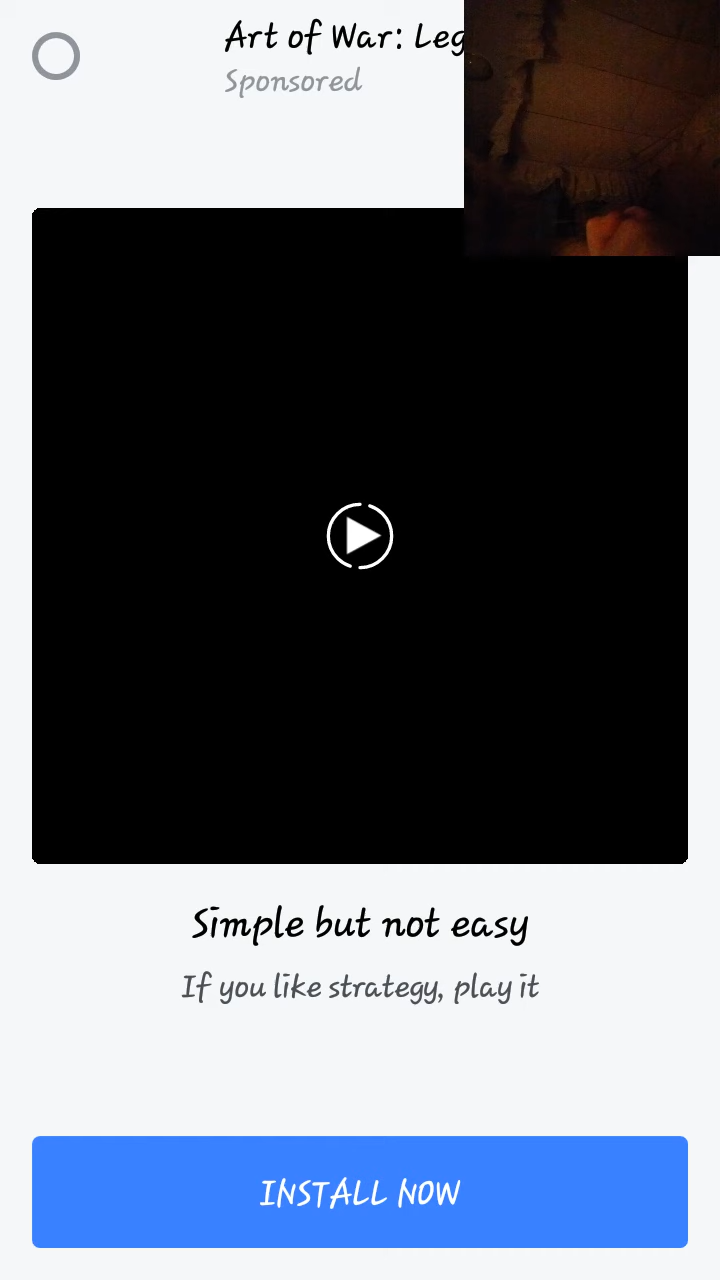 Art of War: Leg
Sponsored
Simple but not easy
If you like strategy, play it
INSTALL NOW